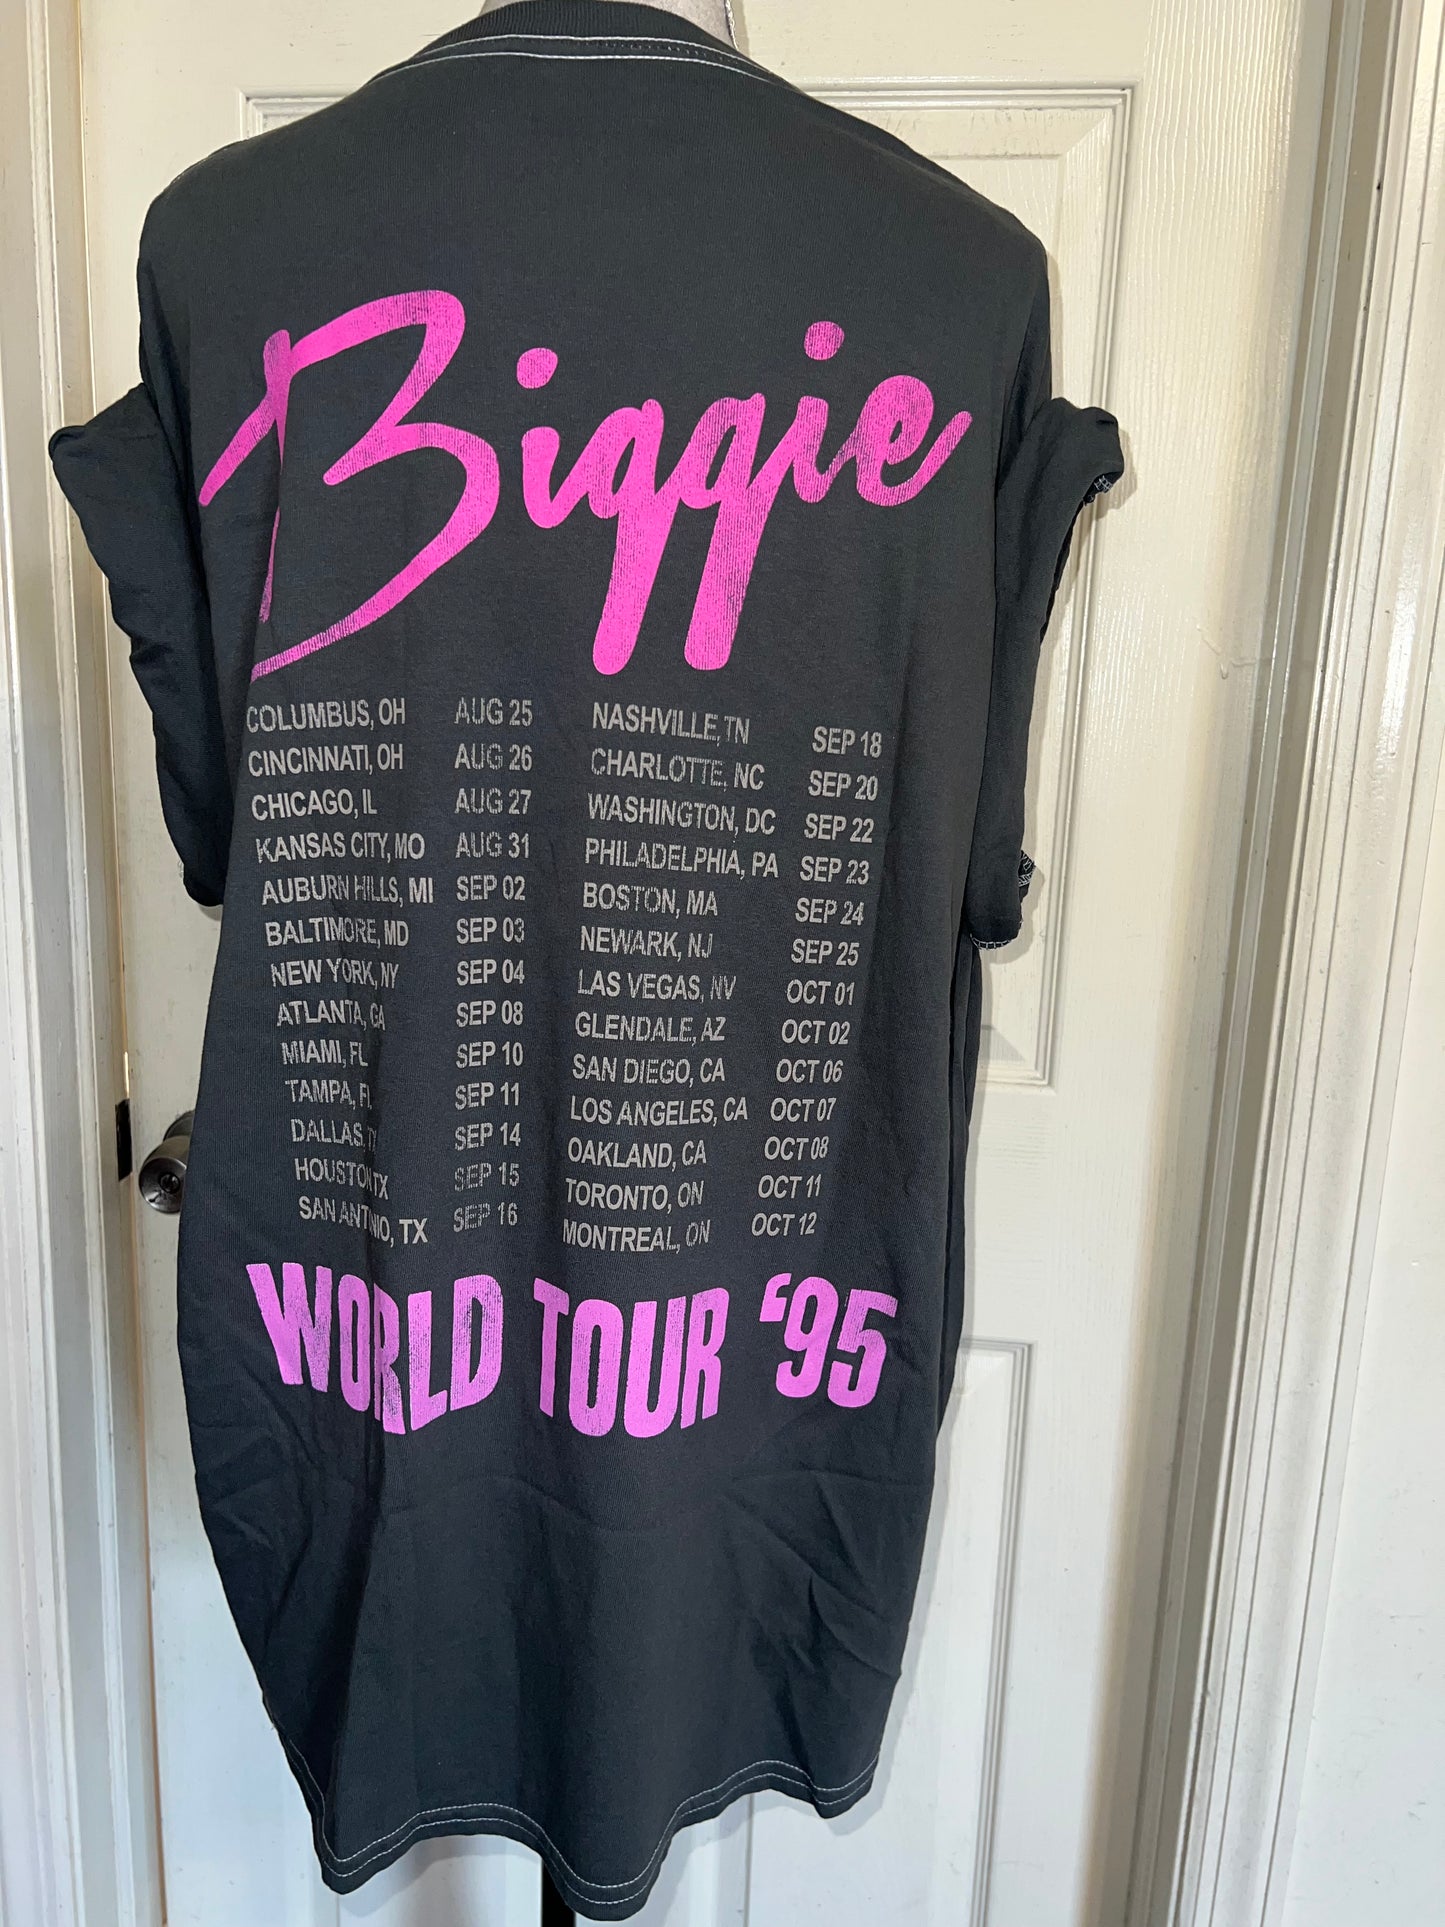 Biggie
COLUMBUS, OH AUG 25
CINCINNATI, OH AUG 26
CHICAGO, IL AUG 27
KANSAS CITY, MO AUG 31
AUBURN HILLS, MI SEP 02
BALTIMORE, MD SEP 03
NEW YORK, NY SEP 04
ATLANTA, GA SEP 08
MIAMI, FL SEP 10
TAMPA, FL SEP 11
DALLAS, TX SEP 14
HOUSTON, TX SEP 15
SAN ANTONIO, TX SEP 16
NASHVILLE, TN SEP 18
CHARLOTTE, NC SEP 20
WASHINGTON, DC SEP 22
PHILADELPHIA, PA SEP 23
BOSTON, MA SEP 24
NEWARK, NJ SEP 25
LAS VEGAS, NV OCT 01
GLENDALE, AZ OCT 02
SAN DIEGO, CA OCT 06
LOS ANGELES, CA OCT 07
OAKLAND, CA OCT 08
TORONTO, ON OCT 11
MONTREAL, ON OCT 12
WORLD TOUR ‘95